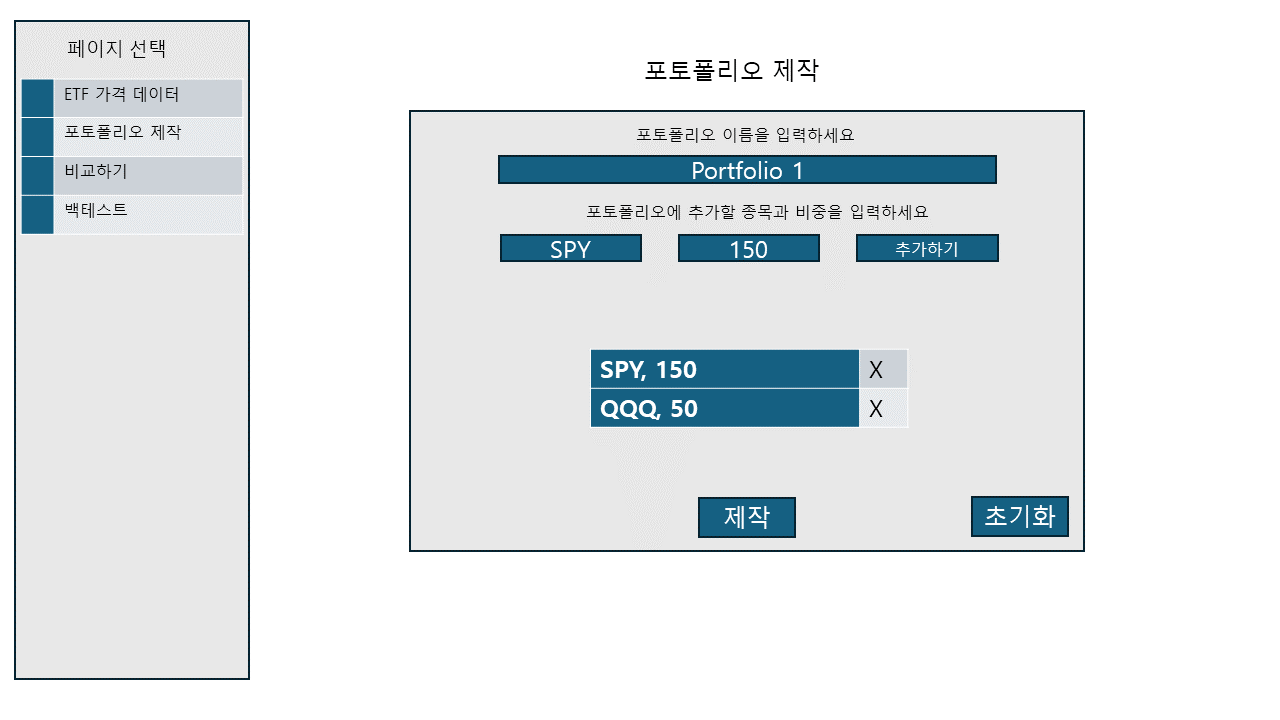 페이지 선택
ETF 가격 데이터
포토폴리오 제작
비교하기
백테스트
포토폴리오 제작
포토폴리오 이름을 입력하세요
Portfolio 1
포토폴리오에 추가할 종목과 비중을 입력하세요
SPY 150 추가하기
SPY, 150 X
QQQ, 50 X
제작 초기화